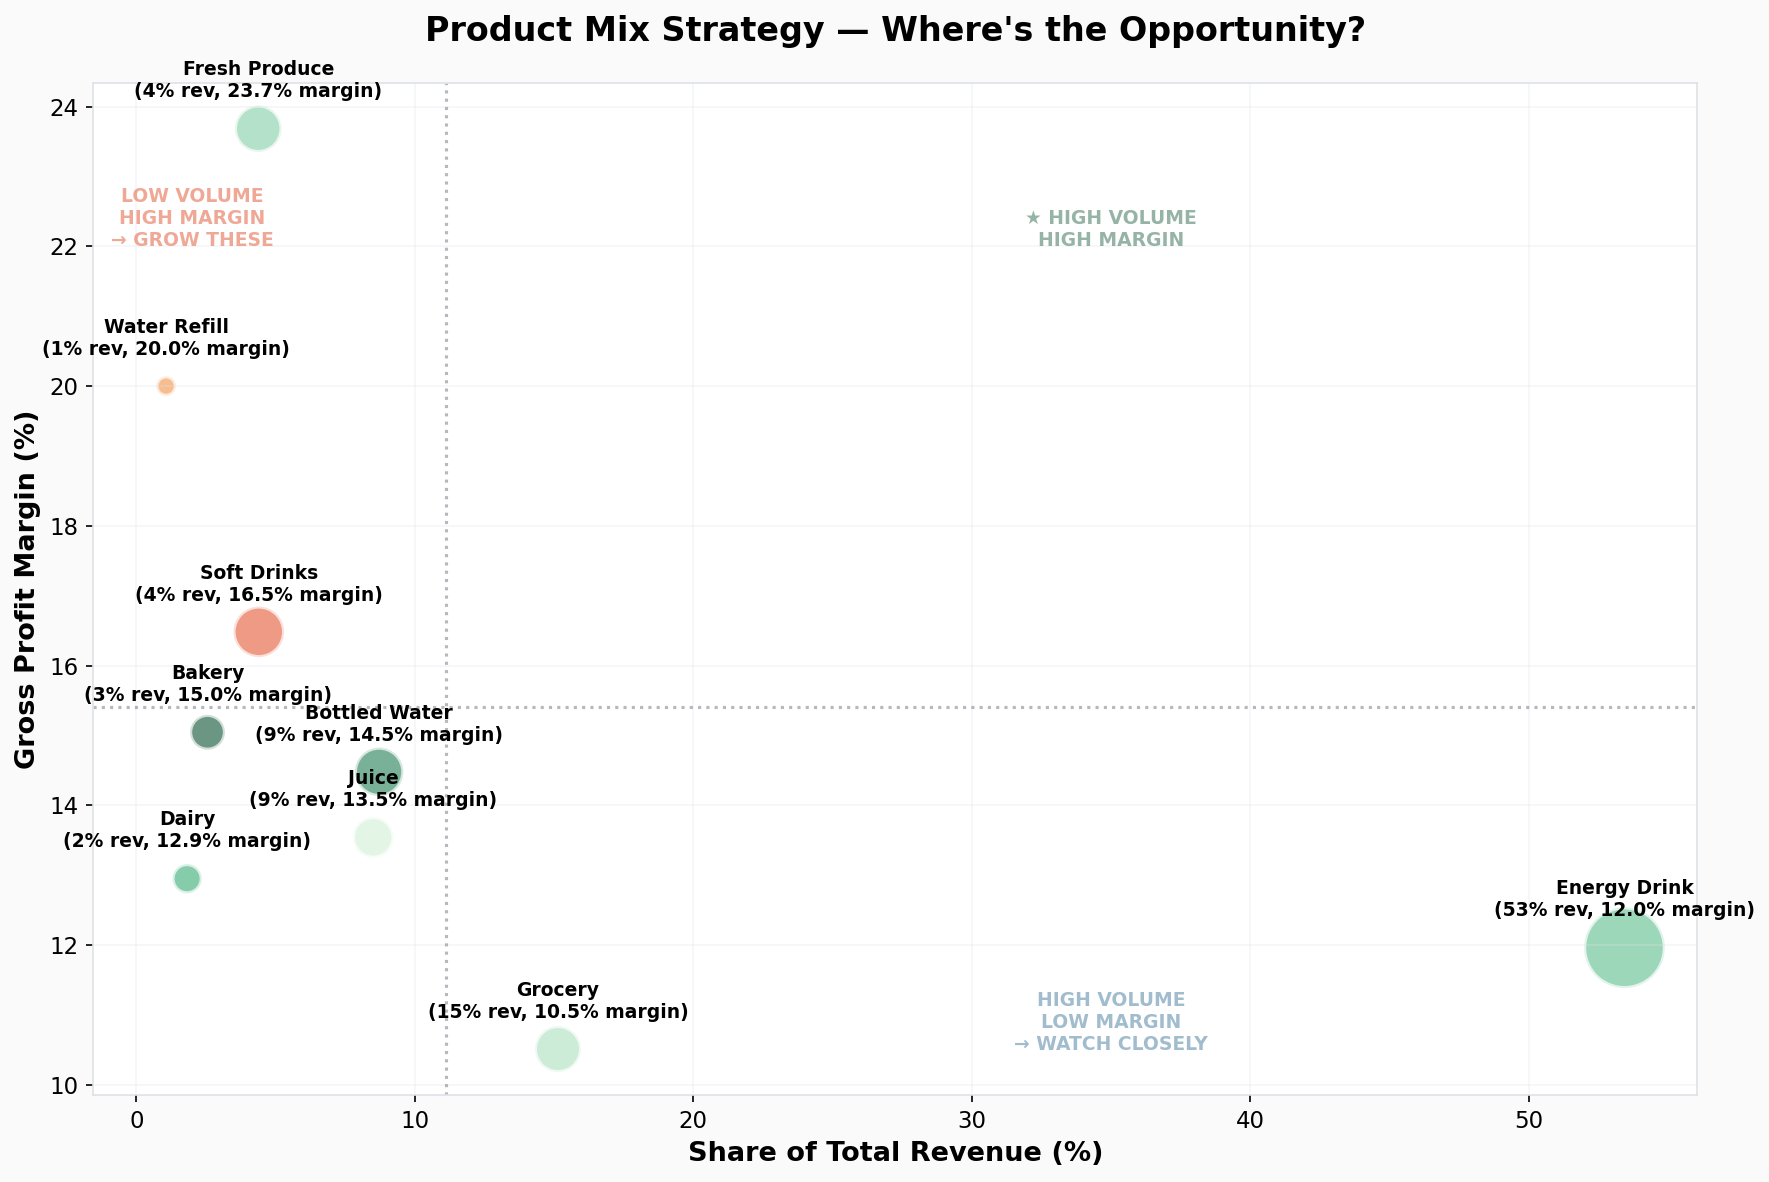 Product Mix Strategy — Where's the Opportunity?
Fresh Produce
(4% rev, 23.7% margin)
LOW VOLUME
HIGH MARGIN
→ GROW THESE
★ HIGH VOLUME
HIGH MARGIN
Water Refill
(1% rev, 20.0% margin)
Soft Drinks
(4% rev, 16.5% margin)
Bakery
(3% rev, 15.0% margin)
Bottled Water
(9% rev, 14.5% margin)
Juice
(9% rev, 13.5% margin)
Dairy
(2% rev, 12.9% margin)
Energy Drink
(53% rev, 12.0% margin)
Grocery
(15% rev, 10.5% margin)
HIGH VOLUME
LOW MARGIN
→ WATCH CLOSELY
Gross Profit Margin (%)
24
22
20
18
16
14
12
10
0
10
20
30
40
50
Share of Total Revenue (%)